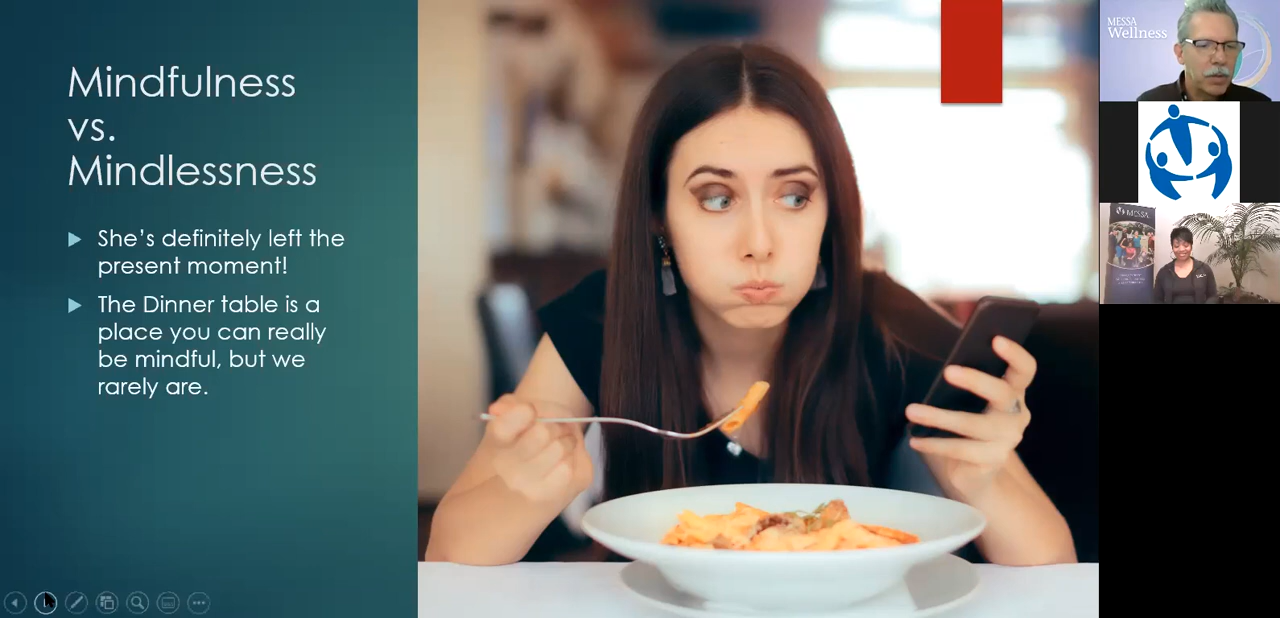 Mindfulness
vs.
Mindlessness
She's definitely left the
present moment!
The Dinner table is a
place you can really
be mindful, but we
rarely are.
MESSA
Wellness
MESSA